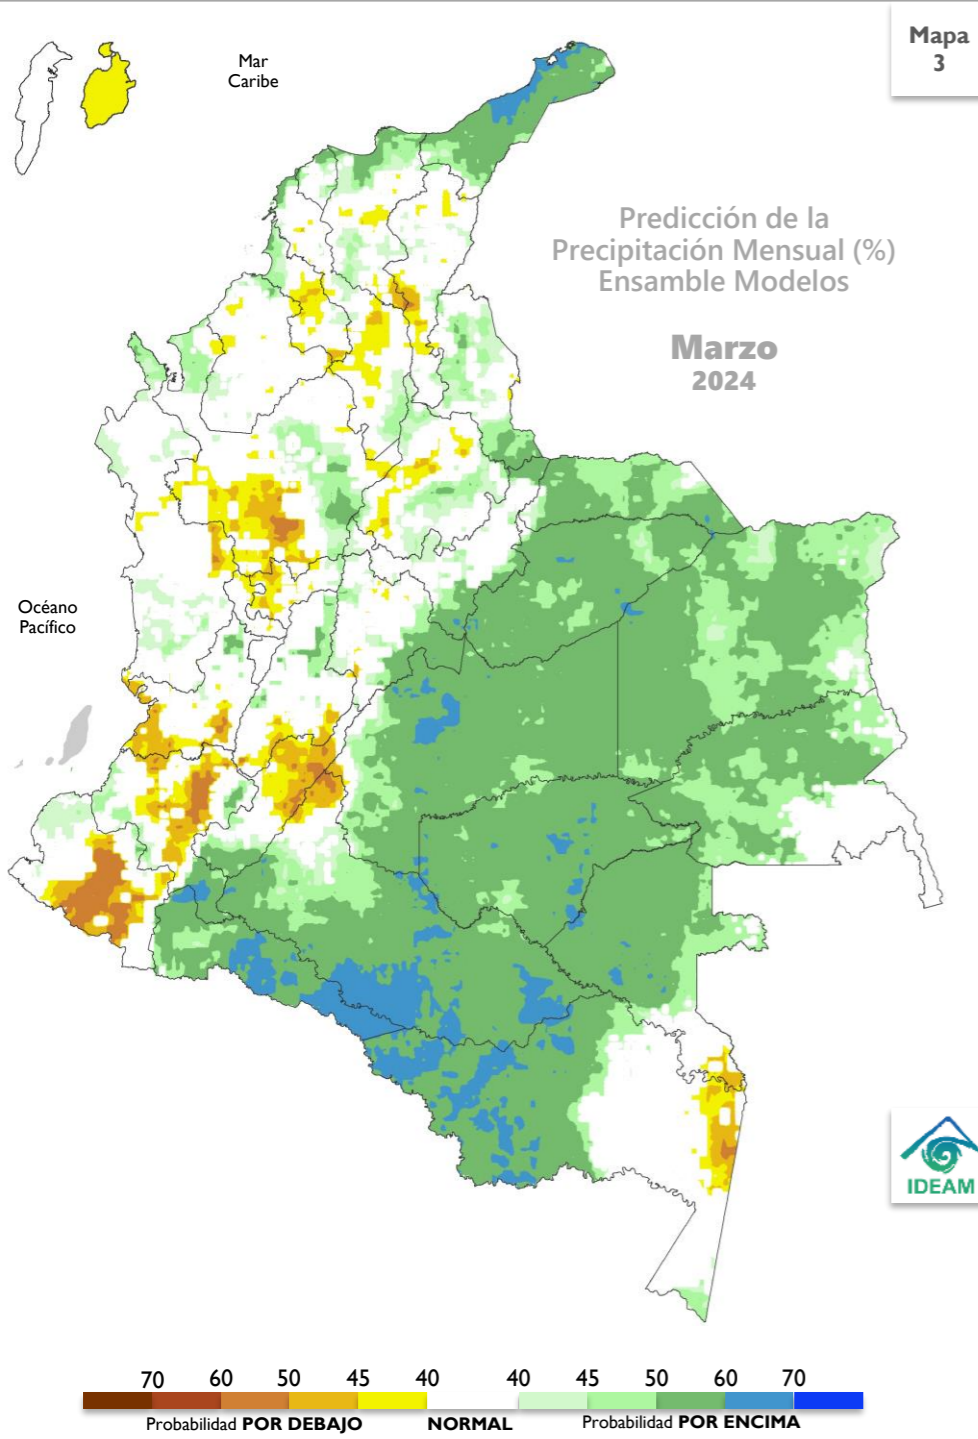 Mapa
3
Mar
Caribe
Predicción de la
Precipitación Mensual (%)
Ensamble Modelos
Marzo
2024
Océano
Pacífico
IDEAM
70 60 50 45 40 40 45 50 60 70
Probabilidad POR DEBAJO NORMAL Probabilidad POR ENCIMA